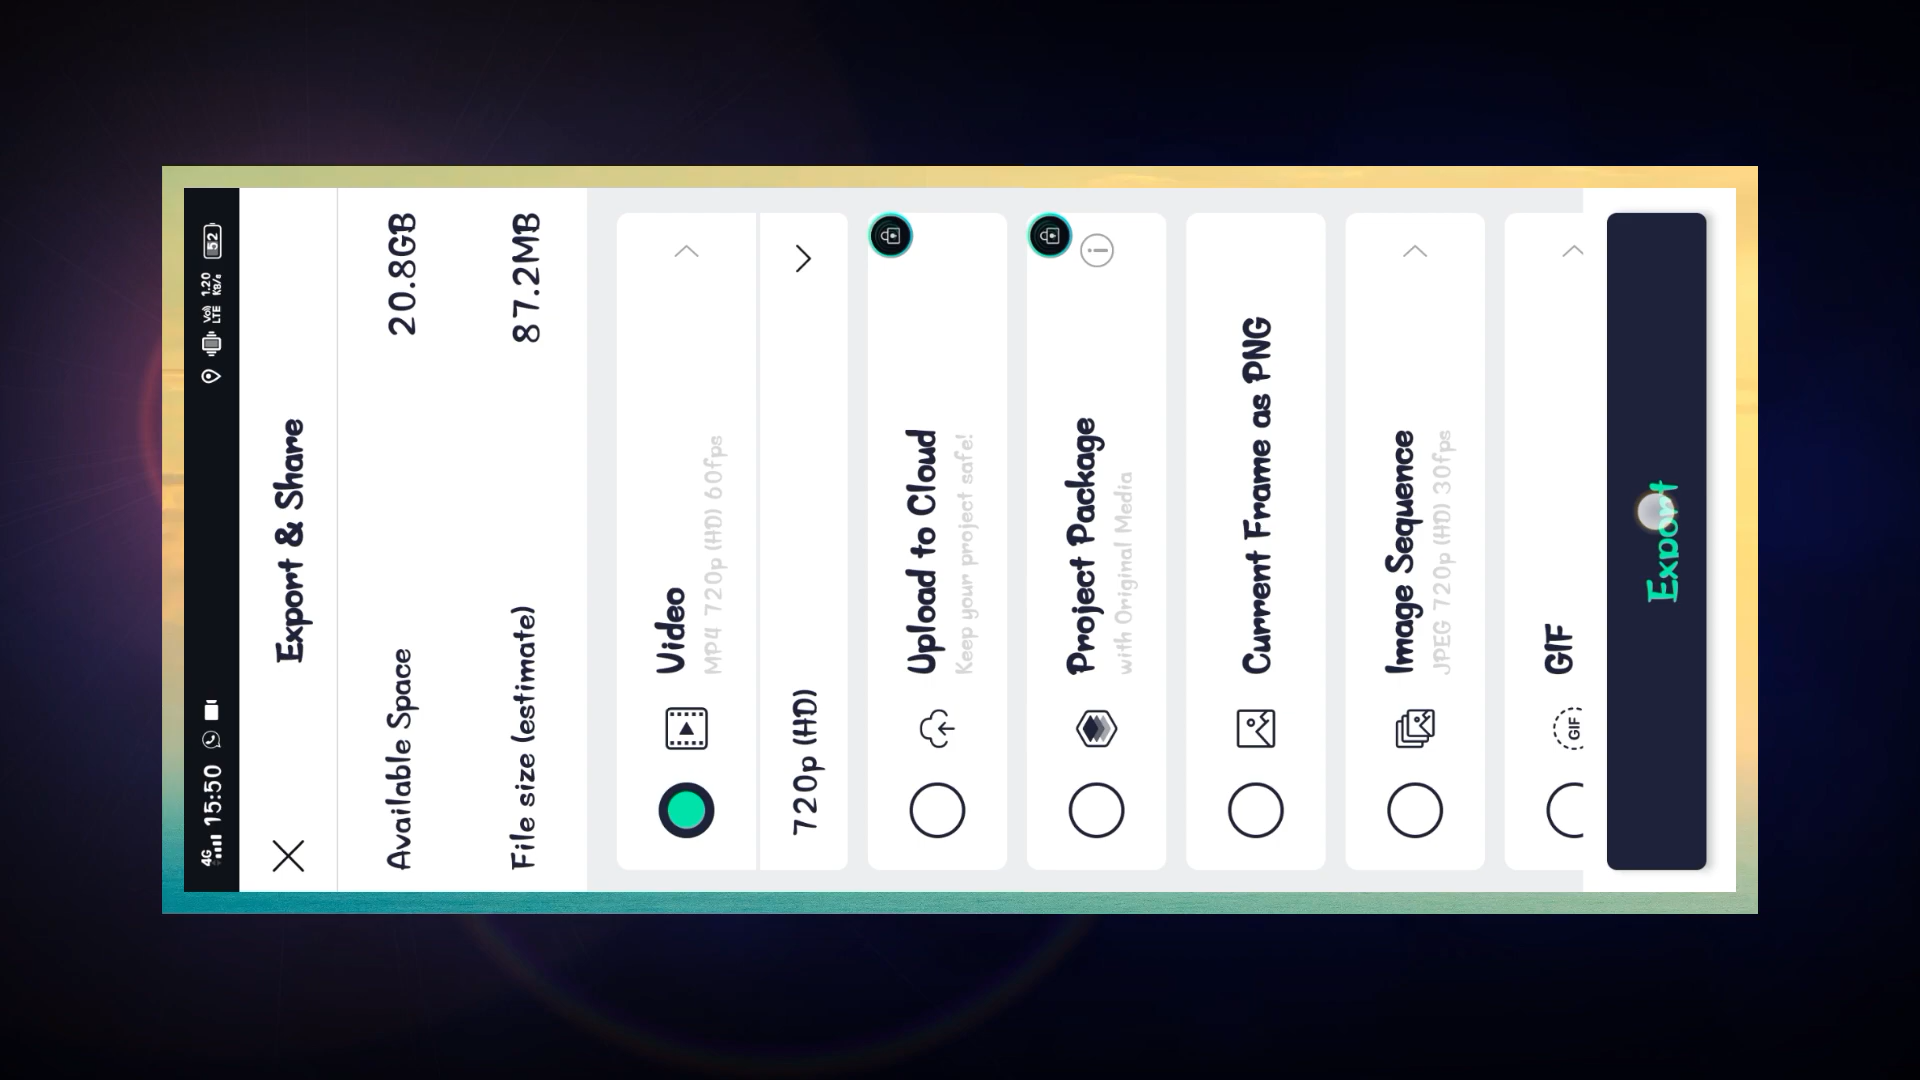 4G 15:50
Vo) LTE 1.20 KB/s 52
Export & Share
Available Space 20.8GB
File size (estimate) 87.2MB
Video
MP4 720p (HD) 60fps
720p (HD)
Upload to Cloud
Keep your project safe!
Project Package
with Original Media
Current Frame as PNG
Image Sequence
JPEG 720p (HD) 30fps
GIF
GIF
Export